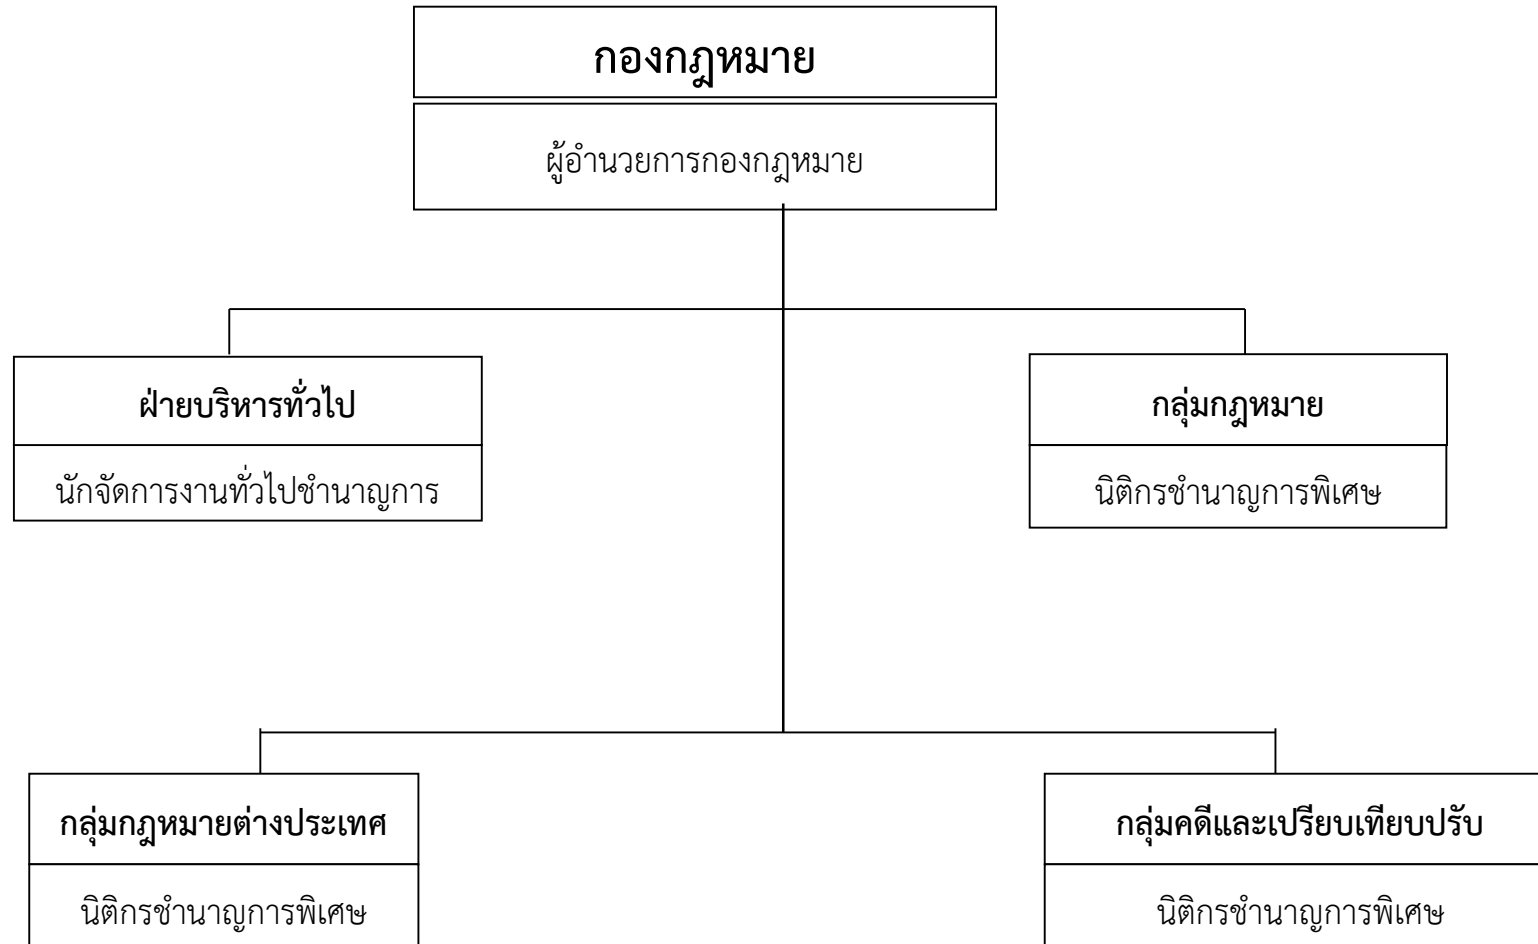 กองกฎหมาย
ผู้อำนวยการกองกฎหมาย
ฝ่ายบริหารทั่วไป
นักจัดการงานทั่วไปชำนาญการ
กลุ่มกฎหมาย
นิติกรชำนาญการพิเศษ
กลุ่มกฎหมายต่างประเทศ
นิติกรชำนาญการพิเศษ
กลุ่มคดีและเปรียบเทียบปรับ
นิติกรชำนาญการพิเศษ